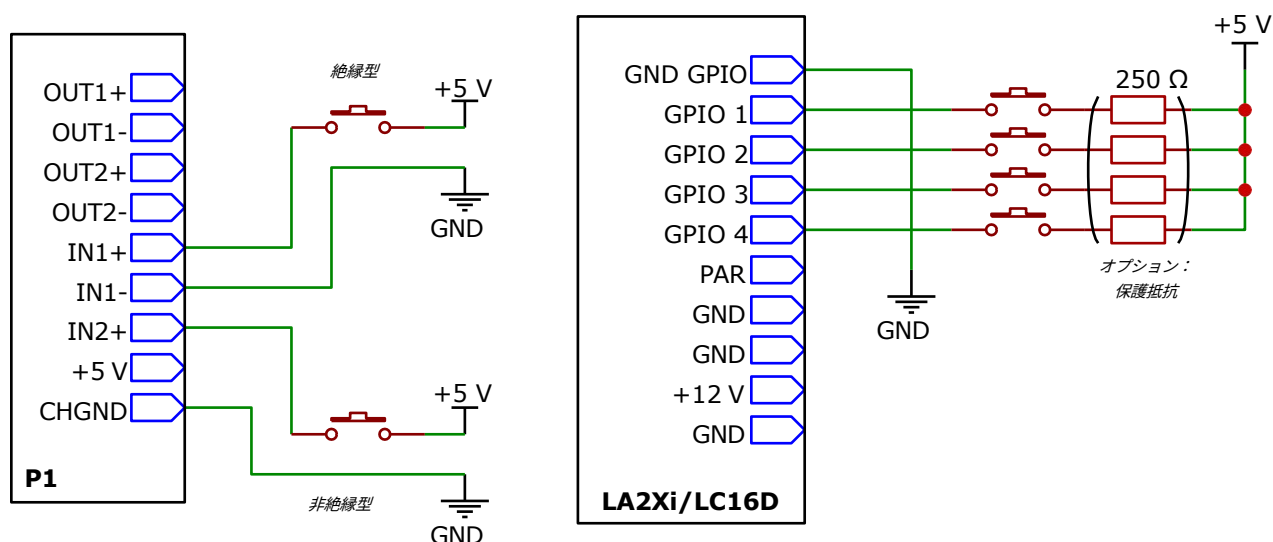 絶縁型
+5 V
OUT1+
OUT1-
OUT2+
OUT2-
IN1+
IN1-
IN2+
+5 V
CHGND
GND
+5 V
P1
非絶縁型
GND
+5 V
250 Ω
GND GPIO
GPIO 1
GPIO 2
GPIO 3
GPIO 4
PAR
GND
GND
+12 V
GND
オプション：
保護抵抗
GND
LA2Xi/LC16D